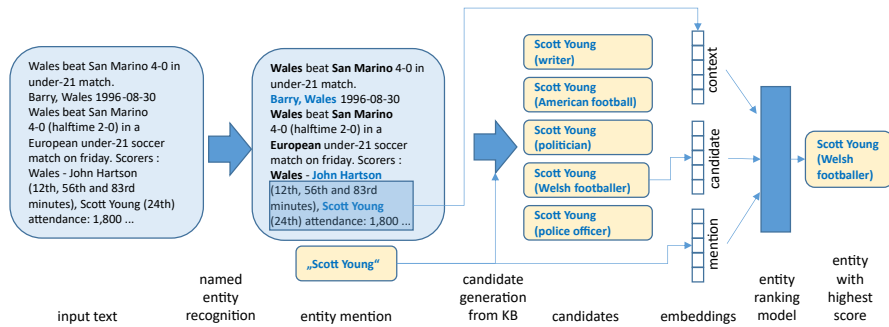 Wales beat San Marino 4-0 in
under-21 match.
Barry, Wales 1996-08-30
Wales beat San Marino
4-0 (halftime 2-0) in a
European under-21 soccer
match on friday. Scorers :
Wales - John Hartson
(12th, 56th and 83rd
minutes), Scott Young (24th)
attendance: 1,800 ...
Wales beat San Marino 4-0 in
under-21 match.
Barry, Wales 1996-08-30
Wales beat San Marino
4-0 (halftime 2-0) in a
European under-21 soccer
match on friday. Scorers :
Wales - John Hartson
(12th, 56th and 83rd
minutes), Scott Young
(24th) attendance: 1,800 ...
„Scott Young“
Scott Young
(writer)
Scott Young
(American football)
Scott Young
(politician)
Scott Young
(Welsh footballer)
Scott Young
(police officer)
context
candidate
mention
Scott Young
(Welsh
footballer)
input text
named
entity
recognition
entity mention
candidate
generation
from KB
candidates
embeddings
entity
ranking
model
entity
with
highest
score